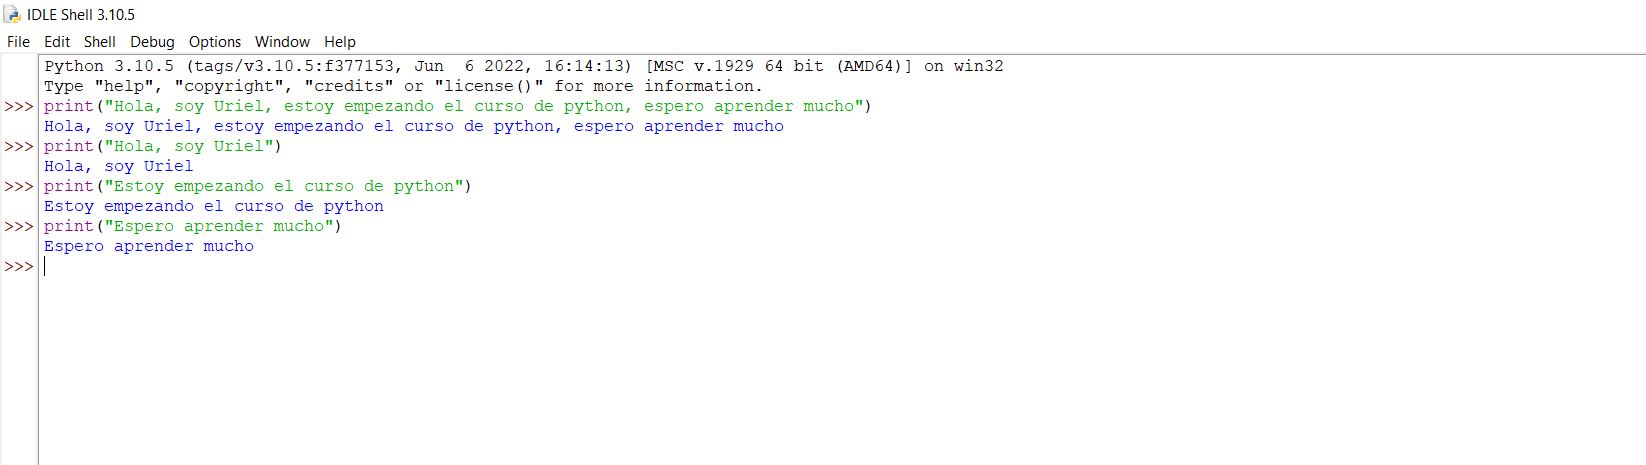 IDLE Shell 3.10.5
File Edit Shell Debug Options Window Help
Python 3.10.5 (tags/v3.10.5:f377153, Jun  6 2022, 16:14:13) [MSC v.1929 64 bit (AMD64)] on win32
Type "help", "copyright", "credits" or "license()" for more information.
>>> print("Hola, soy Uriel, estoy empezando el curso de python, espero aprender mucho")
Hola, soy Uriel, estoy empezando el curso de python, espero aprender mucho
>>> print("Hola, soy Uriel")
Hola, soy Uriel
>>> print("Estoy empezando el curso de python")
Estoy empezando el curso de python
>>> print("Espero aprender mucho")
Espero aprender mucho
>>>